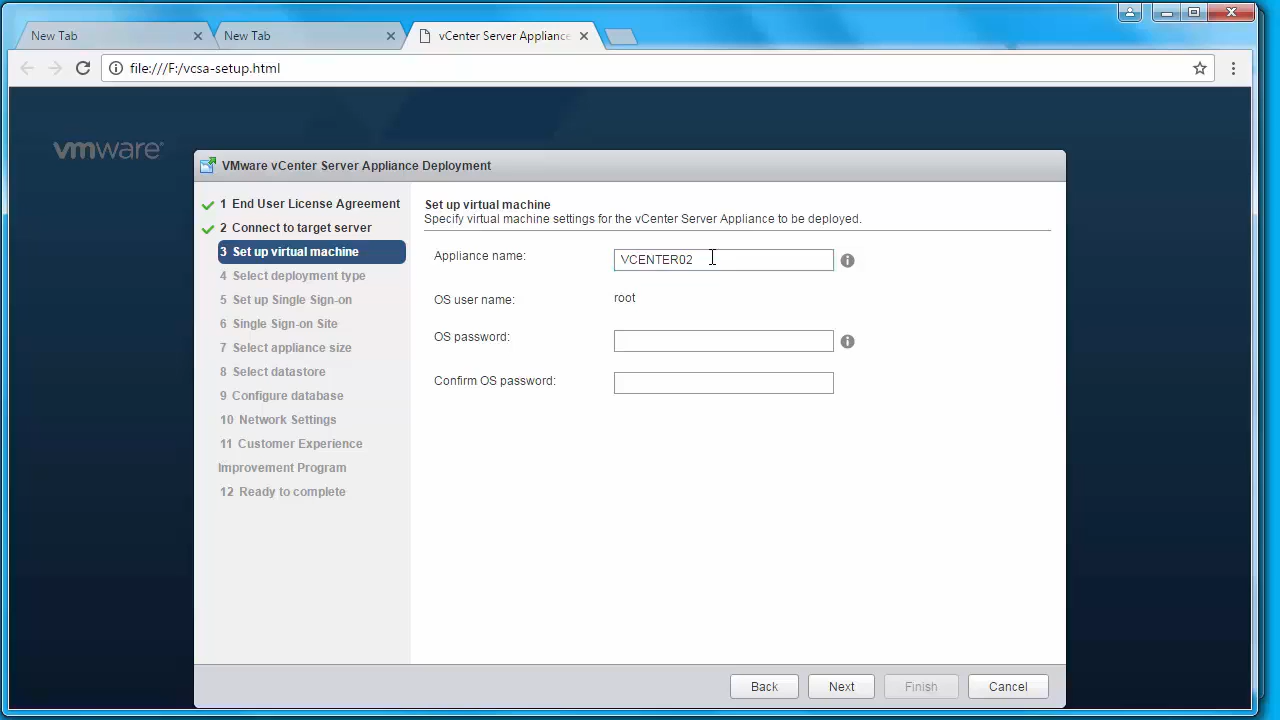 New Tab
New Tab
vCenter Server Appliance
file:///F:/vcsa-setup.html
vmware
VMware vCenter Server Appliance Deployment
1 End User License Agreement
2 Connect to target server
3 Set up virtual machine
4 Select deployment type
5 Set up Single Sign-on
6 Single Sign-on Site
7 Select appliance size
8 Select datastore
9 Configure database
10 Network Settings
11 Customer Experience
Improvement Program
12 Ready to complete
Set up virtual machine
Specify virtual machine settings for the vCenter Server Appliance to be deployed.
Appliance name: VCENTER02
OS user name: root
OS password:
Confirm OS password:
Back Next Finish Cancel